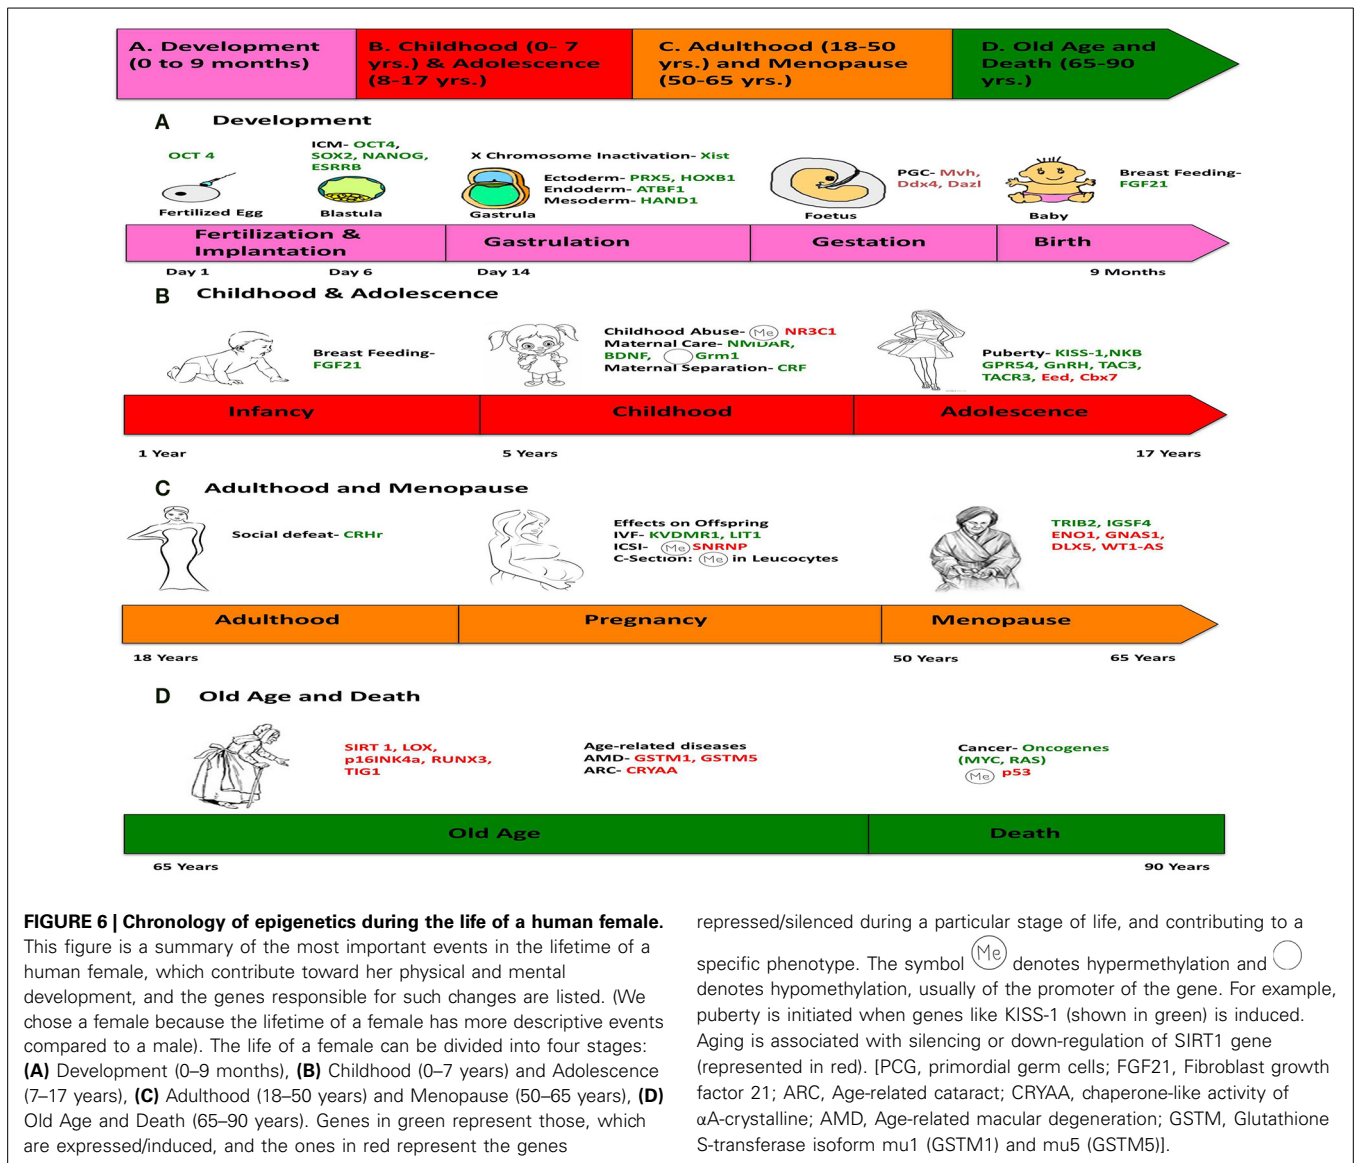 A. Development
(0 to 9 months)
B. Childhood (0- 7
yrs.) & Adolescence
(8-17 yrs.)
C. Adulthood (18-50
yrs.) and Menopause
(50-65 yrs.)
D. Old Age and
Death (65-90
yrs.)
A Development
OCT 4
Fertilized Egg
ICM- OCT4,
SOX2, NANOG,
ESRRB
Blastula
X Chromosome Inactivation- Xist
Ectoderm- PRX5, HOXB1
Endoderm- ATBF1
Mesoderm- HAND1
Gastrula
PGC- Mvh,
Ddx4, Dazl
Foetus
Baby
Breast Feeding-
FGF21
Fertilization &
Implantation
Gastrulation
Gestation
Birth
Day 1
Day 6
Day 14
9 Months
B Childhood & Adolescence
Breast Feeding-
FGF21
Childhood Abuse- Me NR3C1
Maternal Care- NMDAR,
BDNF, Grm1
Maternal Separation- CRF
Puberty- KISS-1,NKB
GPR54, GnRH, TAC3,
TACR3, Eed, Cbx7
Infancy
Childhood
Adolescence
1 Year
5 Years
17 Years
C Adulthood and Menopause
Social defeat- CRHr
Effects on Offspring
IVF- KVDMR1, LIT1
ICSI- Me SNRNP
C-Section: Me in Leucocytes
TRIB2, IGSF4
ENO1, GNAS1,
DLX5, WT1-AS
Adulthood
Pregnancy
Menopause
18 Years
50 Years
65 Years
D Old Age and Death
SIRT 1, LOX,
p16INK4a, RUNX3,
TIG1
Age-related diseases
AMD- GSTM1, GSTM5
ARC- CRYAA
Cancer- Oncogenes
(MYC, RAS)
Me p53
Old Age
Death
65 Years
90 Years
FIGURE 6 | Chronology of epigenetics during the life of a human female.
This figure is a summary of the most important events in the lifetime of a
human female, which contribute toward her physical and mental
development, and the genes responsible for such changes are listed. (We
chose a female because the lifetime of a female has more descriptive events
compared to a male). The life of a female can be divided into four stages:
(A) Development (0–9 months), (B) Childhood (0–7 years) and Adolescence
(7–17 years), (C) Adulthood (18–50 years) and Menopause (50–65 years), (D)
Old Age and Death (65–90 years). Genes in green represent those, which
are expressed/induced, and the ones in red represent the genes
repressed/silenced during a particular stage of life, and contributing to a
specific phenotype. The symbol Me denotes hypermethylation and
denotes hypomethylation, usually of the promoter of the gene. For example,
puberty is initiated when genes like KISS-1 (shown in green) is induced.
Aging is associated with silencing or down-regulation of SIRT1 gene
(represented in red). [PCG, primordial germ cells; FGF21, Fibroblast growth
factor 21; ARC, Age-related cataract; CRYAA, chaperone-like activity of
αA-crystalline; AMD, Age-related macular degeneration; GSTM, Glutathione
S-transferase isoform mu1 (GSTM1) and mu5 (GSTM5)].